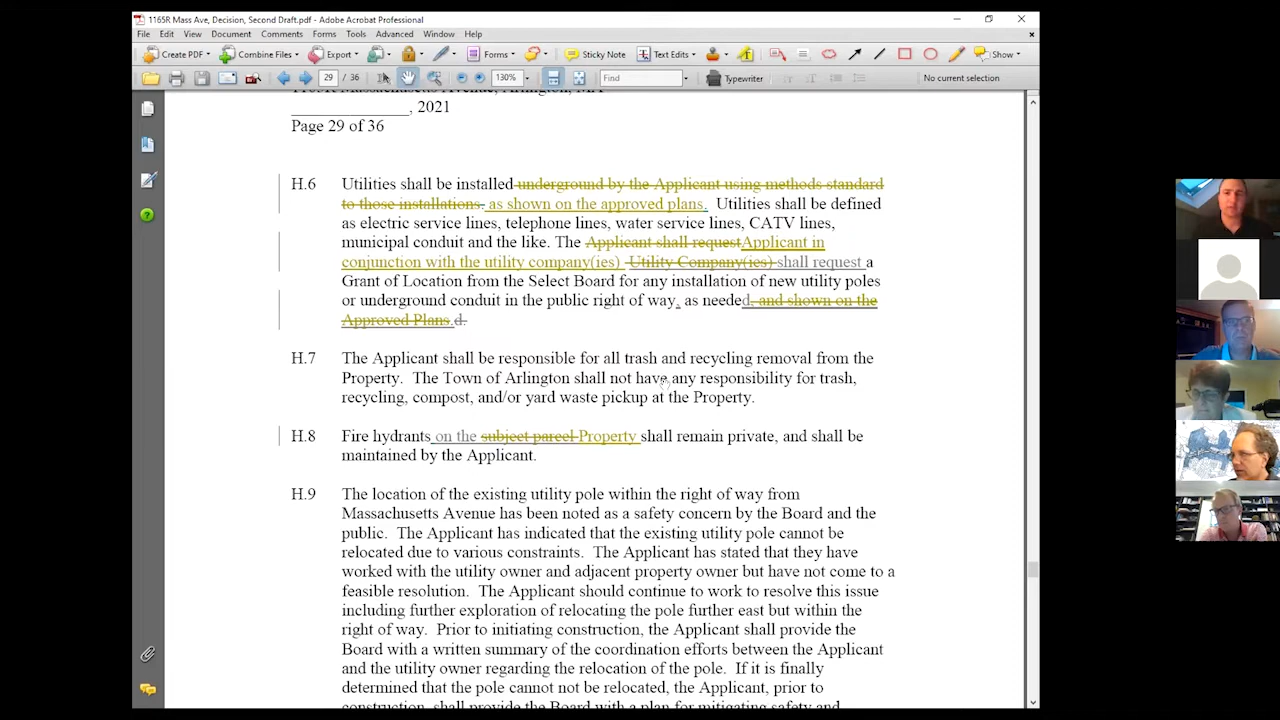 1165R Mass Ave, Decision, Second Draft.pdf - Adobe Acrobat Professional
File Edit View Document Comments Forms Tools Advanced Window Help
Create PDF Combine Files Export Forms Sticky Note Text Edits Show
29 / 36 130% Find Typewriter No current selection
_____________, 2021
Page 29 of 36
H.6 Utilities shall be installed underground by the Applicant using methods standard
to those installations. as shown on the approved plans. Utilities shall be defined
as electric service lines, telephone lines, water service lines, CATV lines,
municipal conduit and the like. The Applicant shall request Applicant in
conjunction with the utility company(ies) Utility Company(ies) shall request a
Grant of Location from the Select Board for any installation of new utility poles
or underground conduit in the public right of way, as needed, and shown on the
Approved Plans.d.
H.7 The Applicant shall be responsible for all trash and recycling removal from the
Property. The Town of Arlington shall not have any responsibility for trash,
recycling, compost, and/or yard waste pickup at the Property.
H.8 Fire hydrants on the subject parcel Property shall remain private, and shall be
maintained by the Applicant.
H.9 The location of the existing utility pole within the right of way from
Massachusetts Avenue has been noted as a safety concern by the Board and the
public. The Applicant has indicated that the existing utility pole cannot be
relocated due to various constraints. The Applicant has stated that they have
worked with the utility owner and adjacent property owner but have not come to a
feasible resolution. The Applicant should continue to work to resolve this issue
including further exploration of relocating the pole further east but within the
right of way. Prior to initiating construction, the Applicant shall provide the
Board with a written summary of the coordination efforts between the Applicant
and the utility owner regarding the relocation of the pole. If it is finally
determined that the pole cannot not be relocated, the Applicant, prior to
construction, shall provide the Board with a plan for mitigating safety and